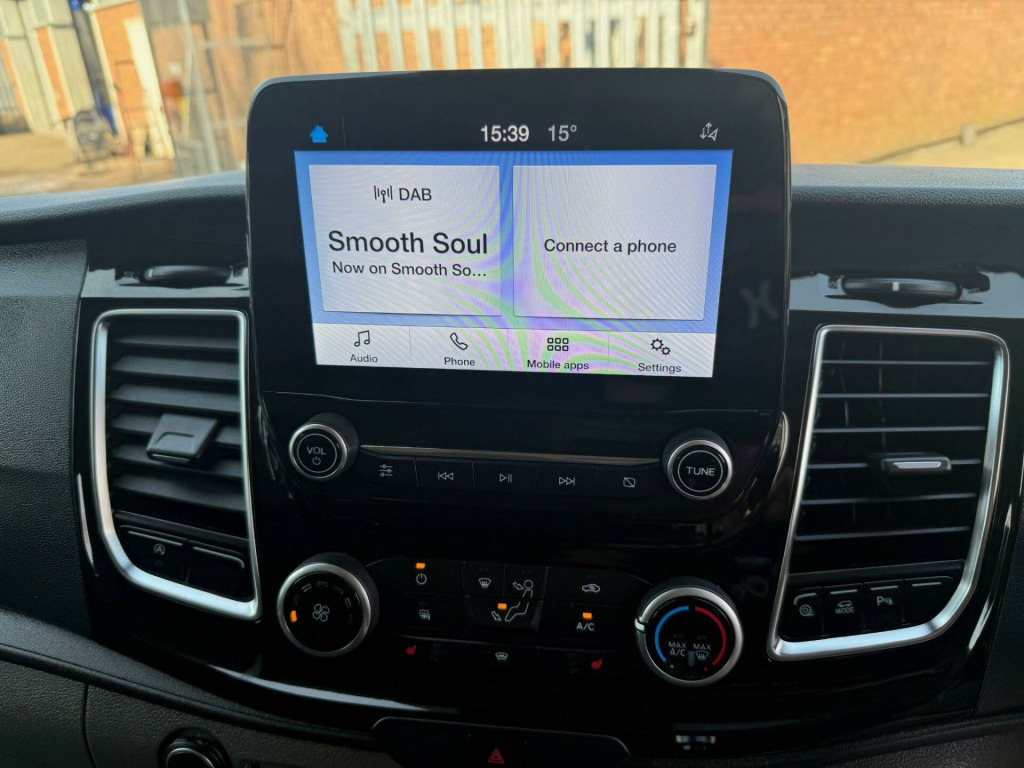 15:39 15°
DAB
Smooth Soul
Now on Smooth So...
Connect a phone
Audio
Phone
Mobile apps
Settings
VOL
TUNE
A
A/C
MAX A/C
MAX
MODE
P